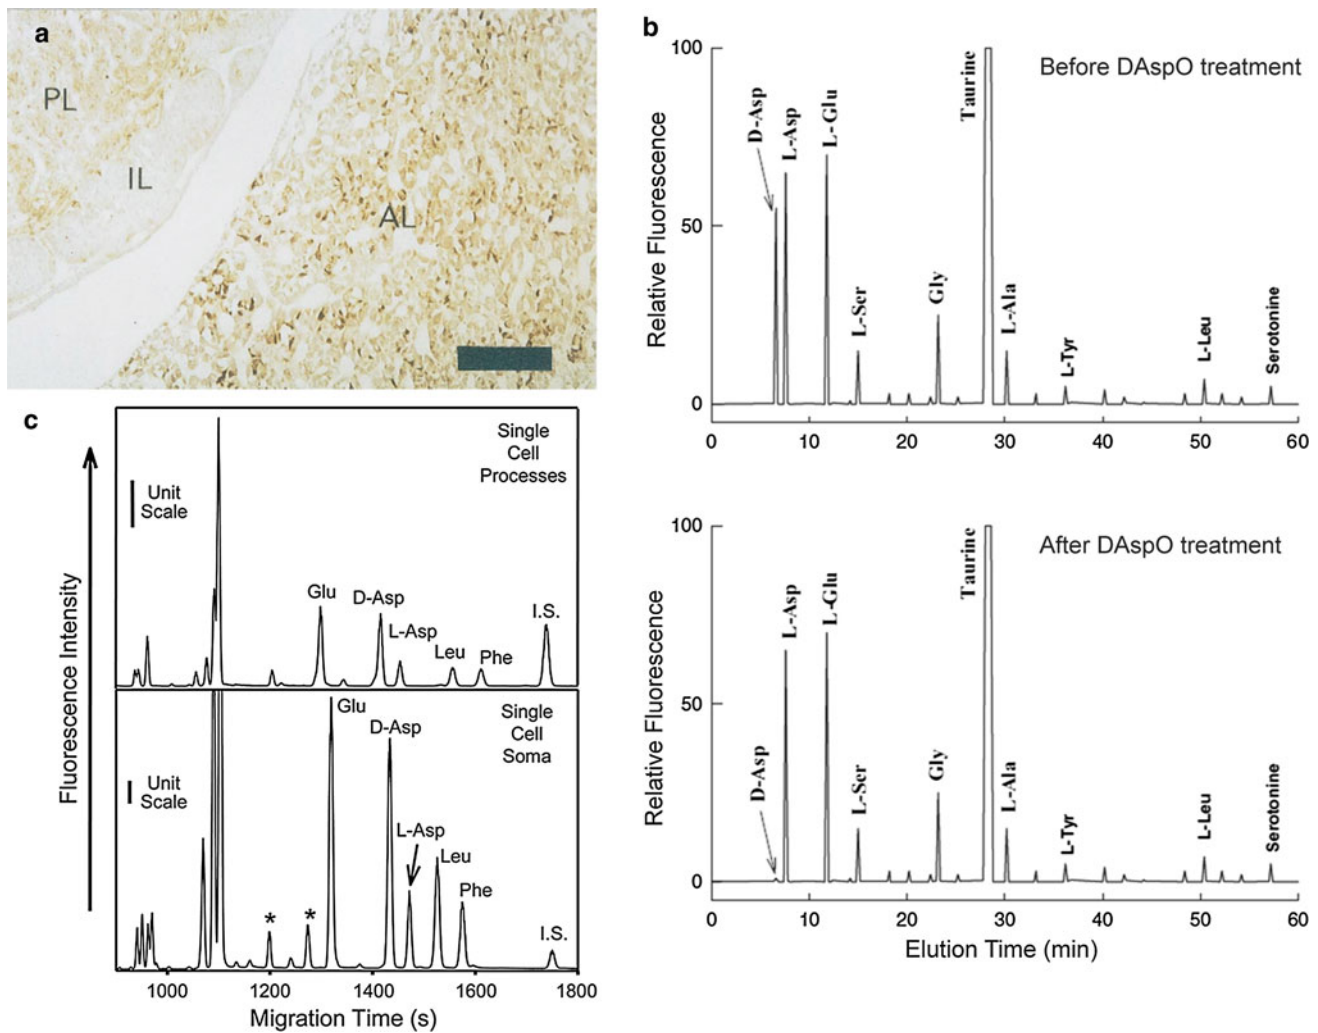 a
PL
IL
AL
b
100
50
0
Relative Fluorescence
Before DAspO treatment
D-Asp
L-Asp
L-Glu
L-Ser
Gly
Taurine
L-Ala
L-Tyr
L-Leu
Serotonine
0 10 20 30 40 50 60
100
50
0
Relative Fluorescence
After DAspO treatment
D-Asp
L-Asp
L-Glu
L-Ser
Gly
Taurine
L-Ala
L-Tyr
L-Leu
Serotonine
0 10 20 30 40 50 60
Elution Time (min)
c
Fluorescence Intensity
Unit
Scale
Single
Cell
Processes
Glu
D-Asp
L-Asp
Leu
Phe
I.S.
Unit
Scale
Single
Cell
Soma
* *
Glu
D-Asp
L-Asp
Leu
Phe
I.S.
1000 1200 1400 1600 1800
Migration Time (s)